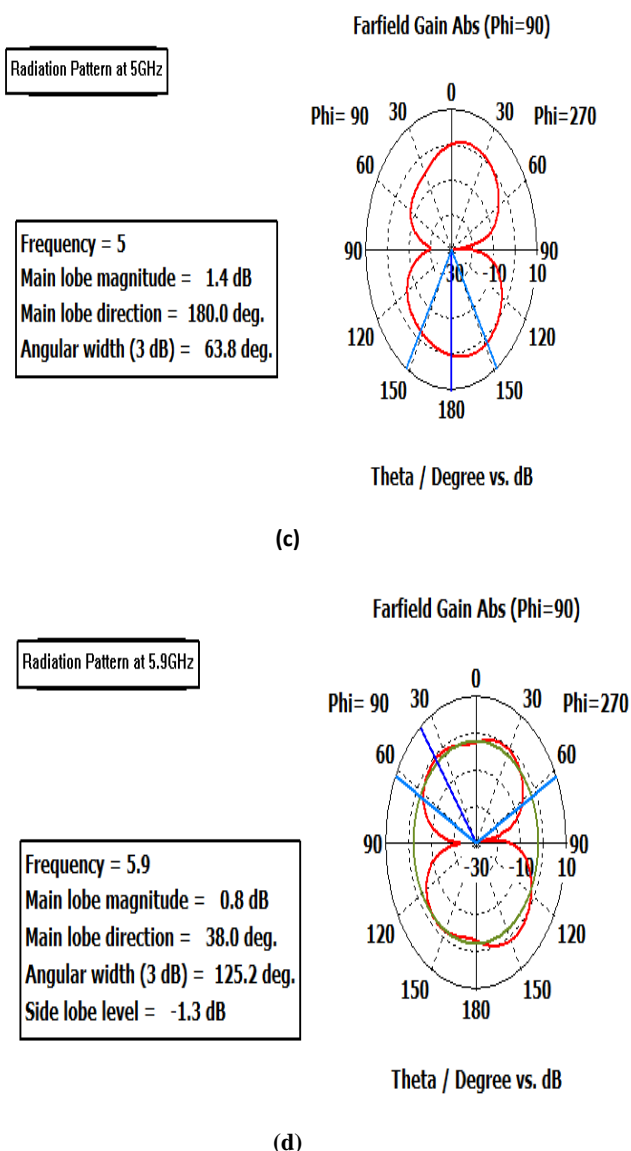 Farfield Gain Abs (Phi=90)
Radiation Pattern at 5GHz
0
Phi= 90 30 30 Phi=270
60 60
90 90
-30 -10 10
120 120
150 150
180
Frequency = 5
Main lobe magnitude = 1.4 dB
Main lobe direction = 180.0 deg.
Angular width (3 dB) = 63.8 deg.
Theta / Degree vs. dB
(c)
Farfield Gain Abs (Phi=90)
Radiation Pattern at 5.9GHz
0
Phi= 90 30 30 Phi=270
60 60
90 90
-30 -10 10
120 120
150 150
180
Frequency = 5.9
Main lobe magnitude = 0.8 dB
Main lobe direction = 38.0 deg.
Angular width (3 dB) = 125.2 deg.
Side lobe level = -1.3 dB
Theta / Degree vs. dB
(d)